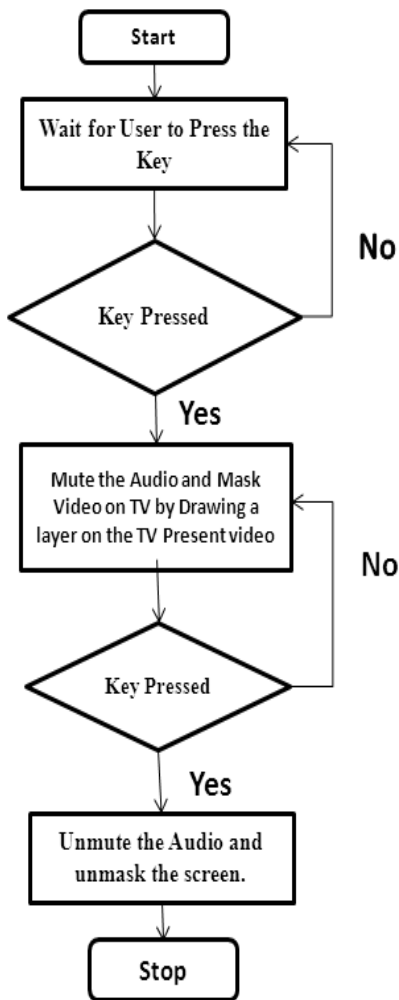 Start
Wait for User to Press the
Key
No
Key Pressed
Yes
Mute the Audio and Mask
Video on TV by Drawing a
layer on the TV Present video
No
Key Pressed
Yes
Unmute the Audio and
unmask the screen.
Stop